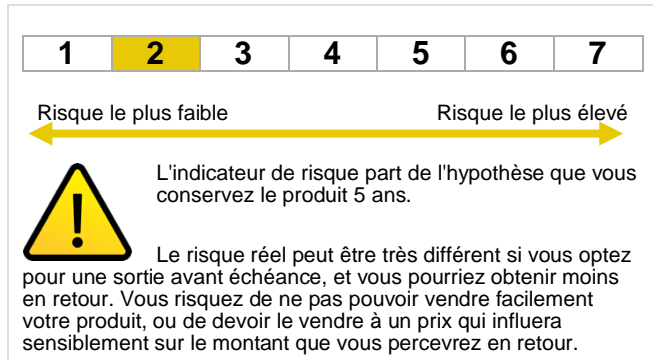 1 2 3 4 5 6 7
Risque le plus faible Risque le plus élevé
L'indicateur de risque part de l'hypothèse que vous
conservez le produit 5 ans.
Le risque réel peut être très différent si vous optez
pour une sortie avant échéance, et vous pourriez obtenir moins
en retour. Vous risquez de ne pas pouvoir vendre facilement
votre produit, ou de devoir le vendre à un prix qui influera
sensiblement sur le montant que vous percevrez en retour.